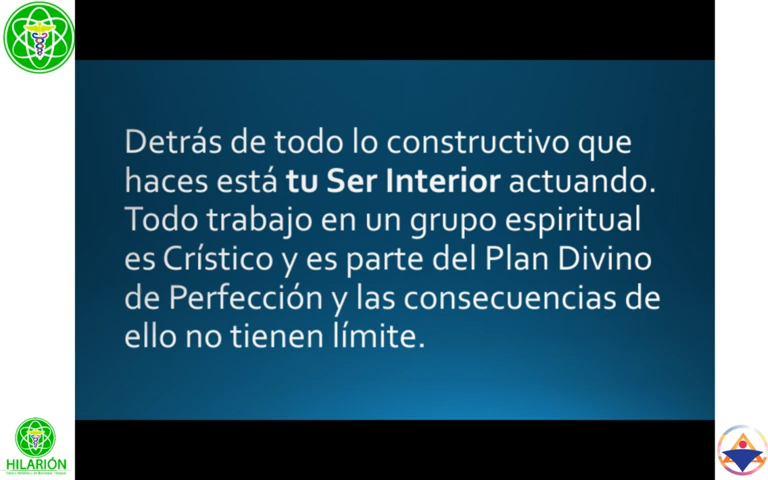 Detrás de todo lo constructivo que
haces está tu Ser Interior actuando.
Todo trabajo en un grupo espiritual
es Crístico y es parte del Plan Divino
de Perfección y las consecuencias de
ello no tienen límite.
HILARIÓN